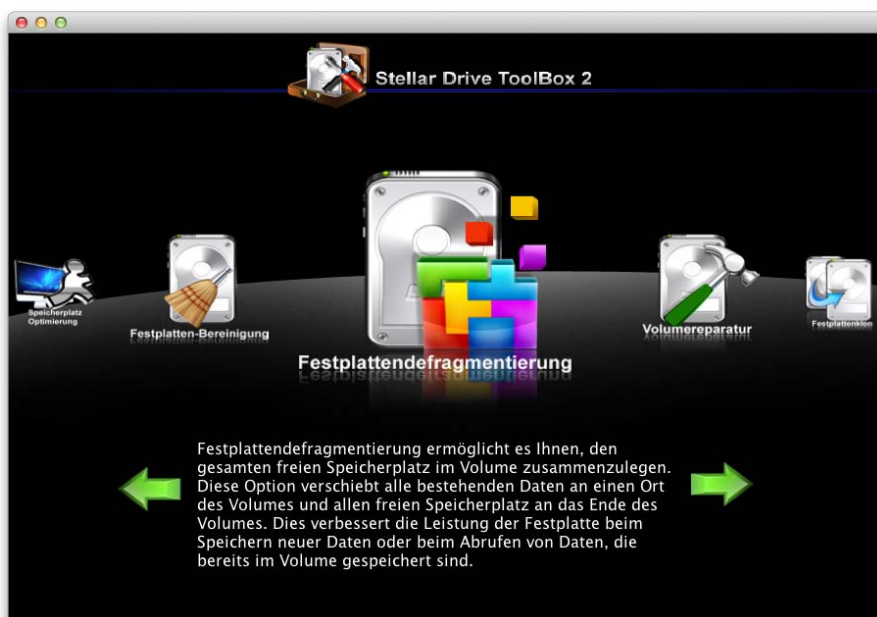 Stellar Drive ToolBox 2
Speicherplatz
Optimierung
Festplatten-Bereinigung
Festplattendefragmentierung
Volumereparatur
Festplattenklon
Festplattendefragmentierung ermöglicht es Ihnen, den
gesamten freien Speicherplatz im Volume zusammenzulegen.
Diese Option verschiebt alle bestehenden Daten an einen Ort
des Volumes und allen freien Speicherplatz an das Ende des
Volumes. Dies verbessert die Leistung der Festplatte beim
Speichern neuer Daten oder beim Abrufen von Daten, die
bereits im Volume gespeichert sind.